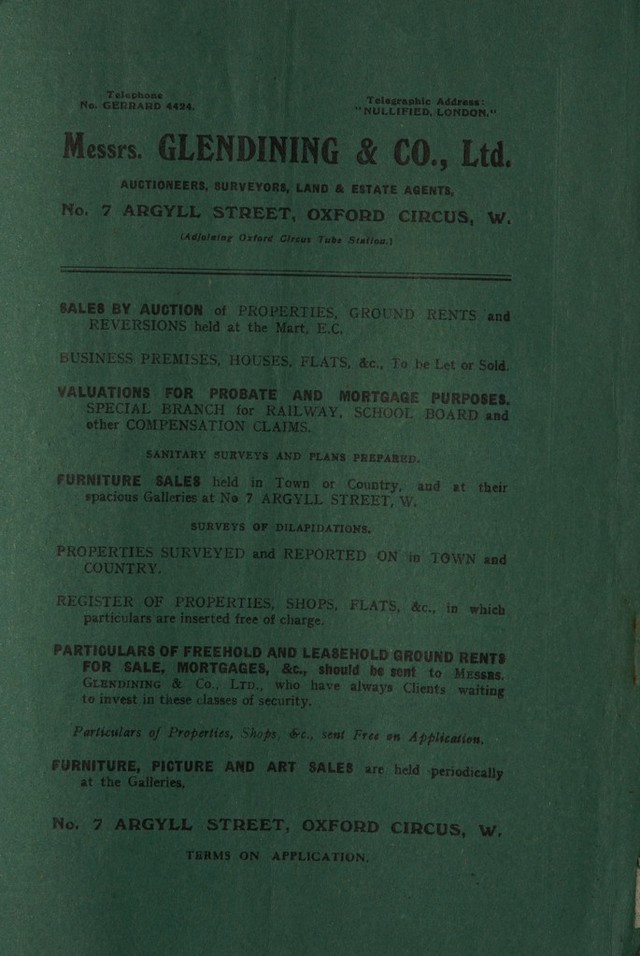 Telephone
No. GERRARD 4424.
Telegraphic Address:
"NULLIFIED, LONDON."
Messrs. GLENDINING & CO., Ltd.
AUCTIONEERS, SURVEYORS, LAND & ESTATE AGENTS,
No. 7 ARGYLL STREET, OXFORD CIRCUS, W.
(Adjoining Oxford Circus Tube Station.)
SALES BY AUCTION of PROPERTIES, GROUND RENTS and
REVERSIONS held at the Mart, E.C.
BUSINESS PREMISES, HOUSES, FLATS, &c., To be Let or Sold.
VALUATIONS FOR PROBATE AND MORTGAGE PURPOSES.
SPECIAL BRANCH for RAILWAY, SCHOOL BOARD and
other COMPENSATION CLAIMS.
SANITARY SURVEYS AND PLANS PREPARED.
FURNITURE SALES held in Town or Country, and at their
spacious Galleries at No 7 ARGYLL STREET, W.
SURVEYS OF DILAPIDATIONS.
PROPERTIES SURVEYED and REPORTED ON in TOWN and
COUNTRY.
REGISTER OF PROPERTIES, SHOPS, FLATS, &c., in which
particulars are inserted free of charge.
PARTICULARS OF FREEHOLD AND LEASEHOLD GROUND RENTS
FOR SALE, MORTGAGES, &c., should be sent to MESSRS.
GLENDINING & Co., LTD., who have always Clients waiting
to invest in these classes of security.
Particulars of Properties, Shops, &c., sent Free on Application.
FURNITURE, PICTURE AND ART SALES are held periodically
at the Galleries,
No. 7 ARGYLL STREET, OXFORD CIRCUS, W.
TERMS ON APPLICATION.